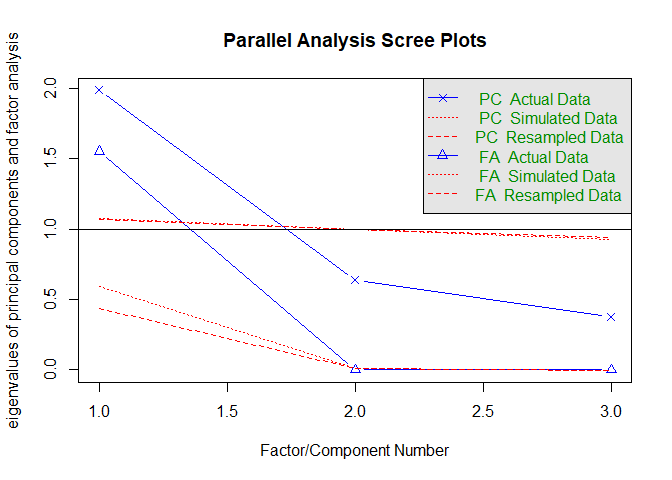 Parallel Analysis Scree Plots
eigenvalues of principal components and factor analysis
2.0
1.5
1.0
0.5
0.0
PC  Actual Data
PC  Simulated Data
PC  Resampled Data
FA  Actual Data
FA  Simulated Data
FA  Resampled Data
1.0 1.5 2.0 2.5 3.0
Factor/Component Number